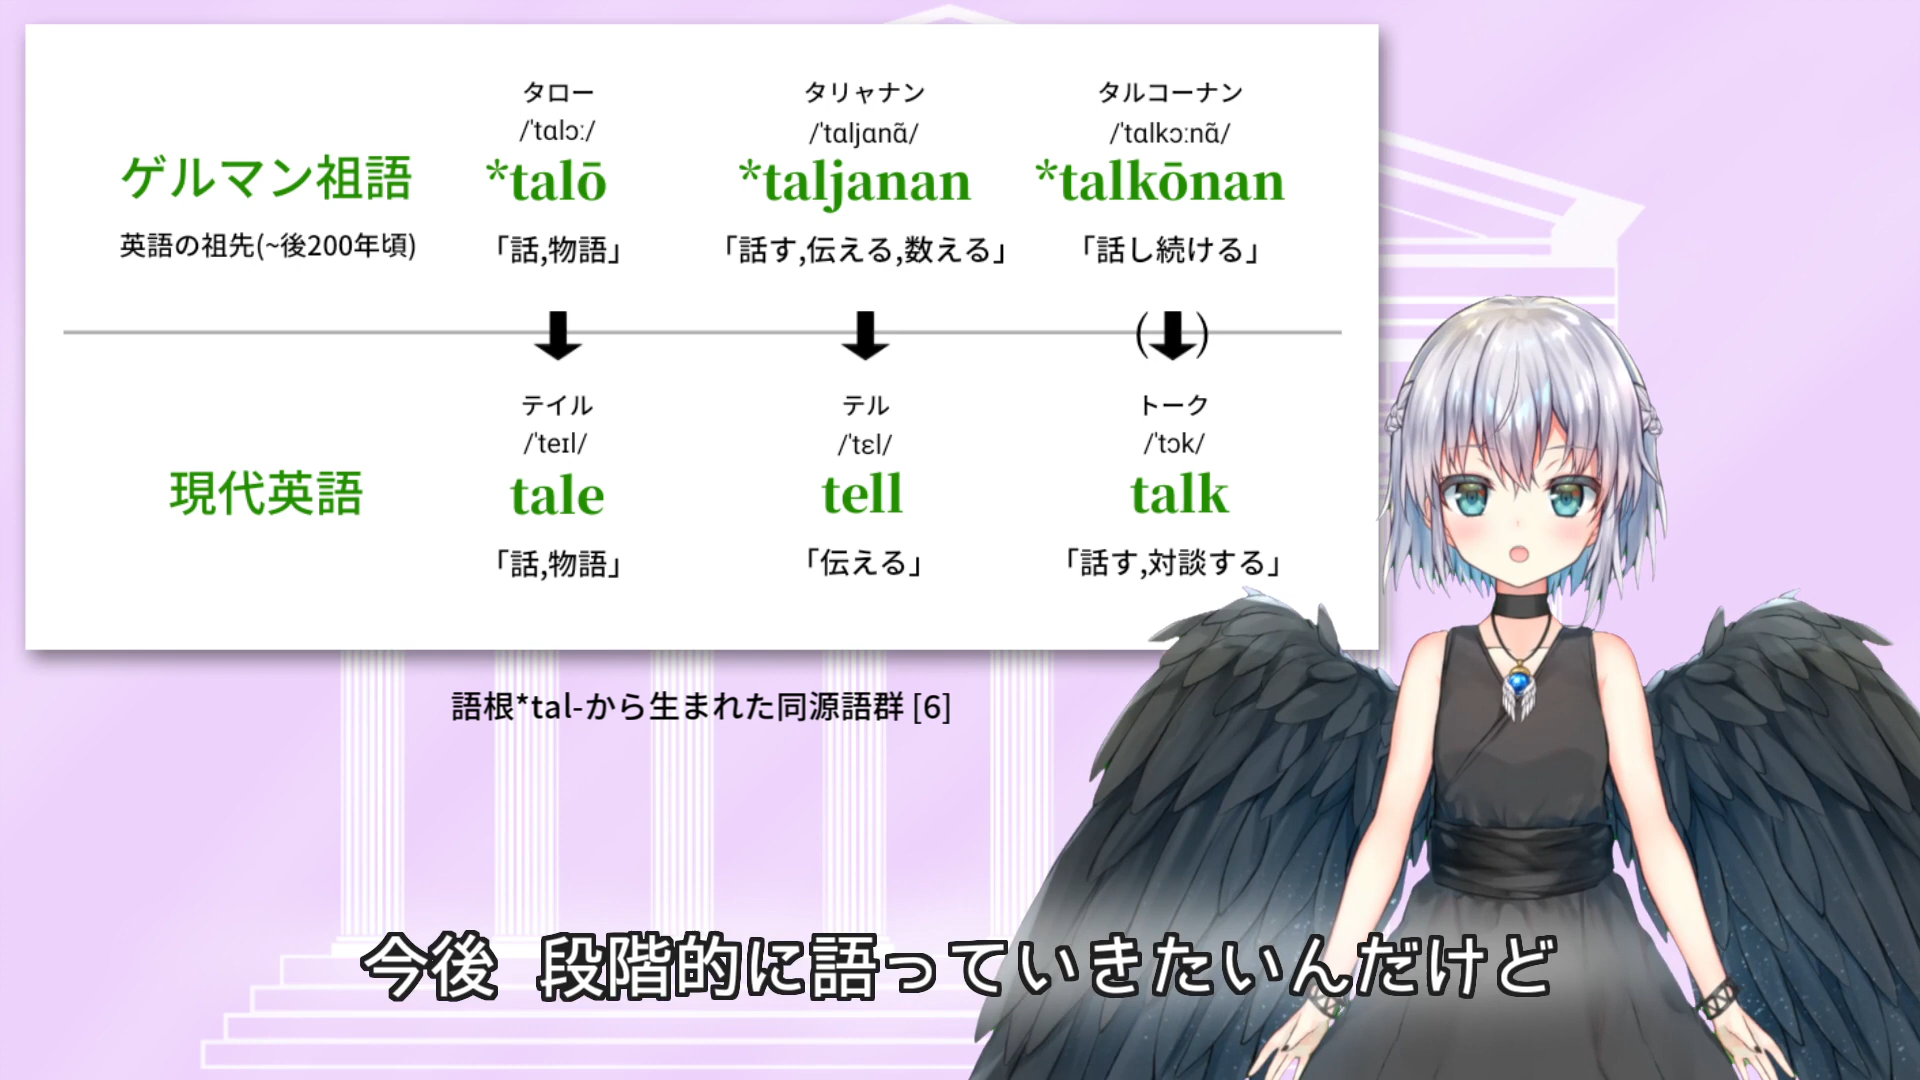 タロー タリャナン タルコーナン
/ˈtɑlɔː/ /ˈtɑljɑnɑ̃/ /ˈtɑlkɔːnɑ̃/
ゲルマン祖語 *talō *taljanan *talkōnan
英語の祖先(~後200年頃) 「話,物語」 「話す,伝える,数える」 「話し続ける」
( )
テイル テル トーク
/ˈteɪl/ /ˈtɛl/ /ˈtɔk/
現代英語 tale tell talk
「話,物語」 「伝える」 「話す,対談する」
語根*tal-から生まれた同源語群 [6]
今後 段階的に語っていきたいんだけど